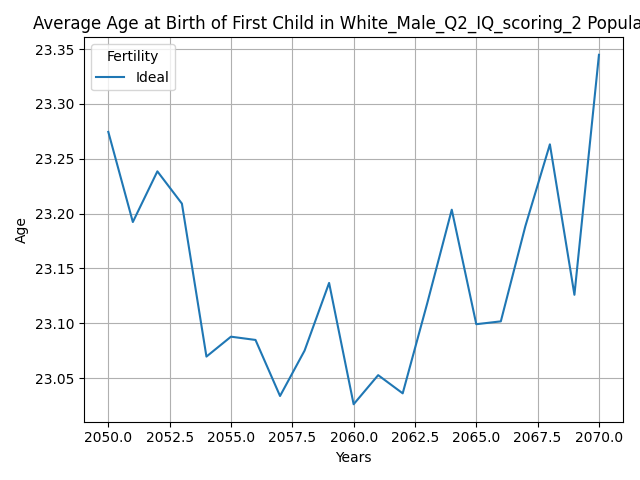 Average Age at Birth of First Child in White_Male_Q2_IQ_scoring_2
Fertility
Ideal
23.35
23.30
23.25
23.20
23.15
23.10
23.05
Age
2050.0 2052.5 2055.0 2057.5 2060.0 2062.5 2065.0 2067.5 2070.0
Years